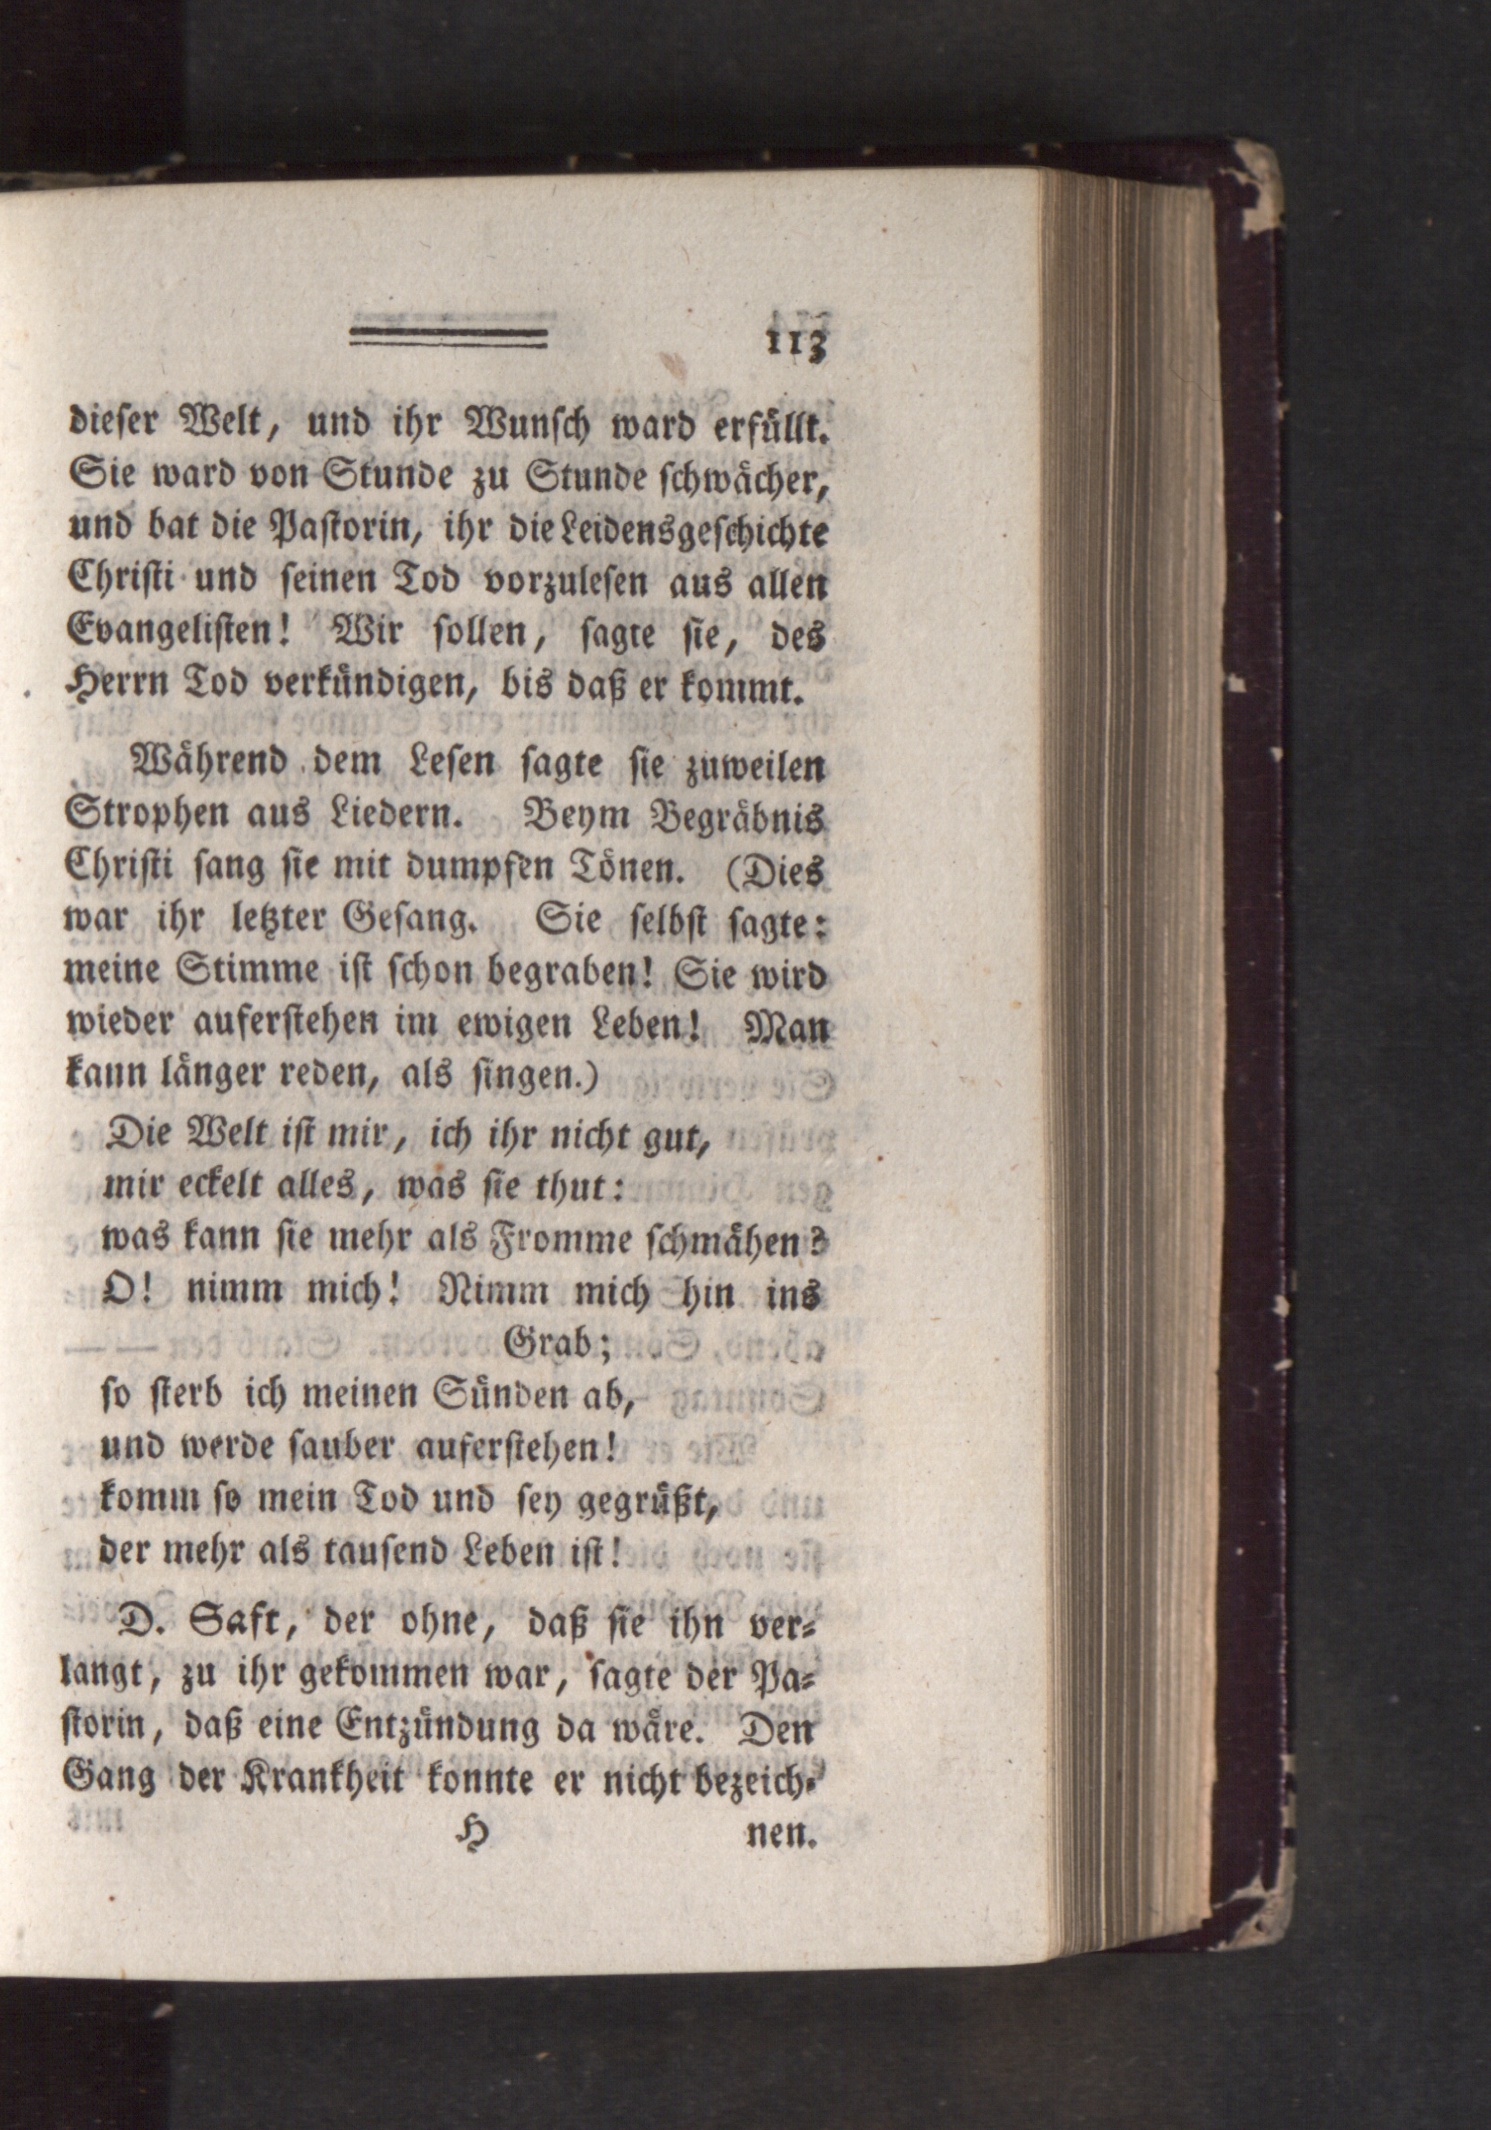 113
dieſer Welt, und ihr Wunſch ward erfüllt.
Sie ward von Stunde zu Stunde ſchwächer,
und bat die Paſtorin, ihr die Leidensgeſchichte
Chriſti und ſeinen Tod vorzuleſen aus allen
Evangeliſten! Wir ſollen, ſagte ſie, des
Herrn Tod verkündigen, bis daß er kommt.
Während dem Leſen ſagte ſie zuweilen
Strophen aus Liedern. Beym Begräbnis
Chriſti ſang ſie mit dumpfen Tönen. (Dies
war ihr letzter Geſang. Sie ſelbſt ſagte:
meine Stimme iſt ſchon begraben! Sie wird
wieder auferſtehen im ewigen Leben! Man
kann länger reden, als ſingen.)
Die Welt iſt mir, ich ihr nicht gut,
mir eckelt alles, was ſie thut:
was kann ſie mehr als Fromme ſchmähen?
O! nimm mich! Nimm mich hin ins
Grab;
ſo ſterb ich meinen Sünden ab,
und werde ſauber auferſtehen!
komm ſo mein Tod und ſey gegrüßt,
der mehr als tauſend Leben iſt!
D. Saft, der ohne, daß ſie ihn ver⸗
langt, zu ihr gekommen war, ſagte der Pa⸗
ſtorin, daß eine Entzündung da wäre. Den
Gang der Krankheit konnte er nicht bezeich⸗
H nen.